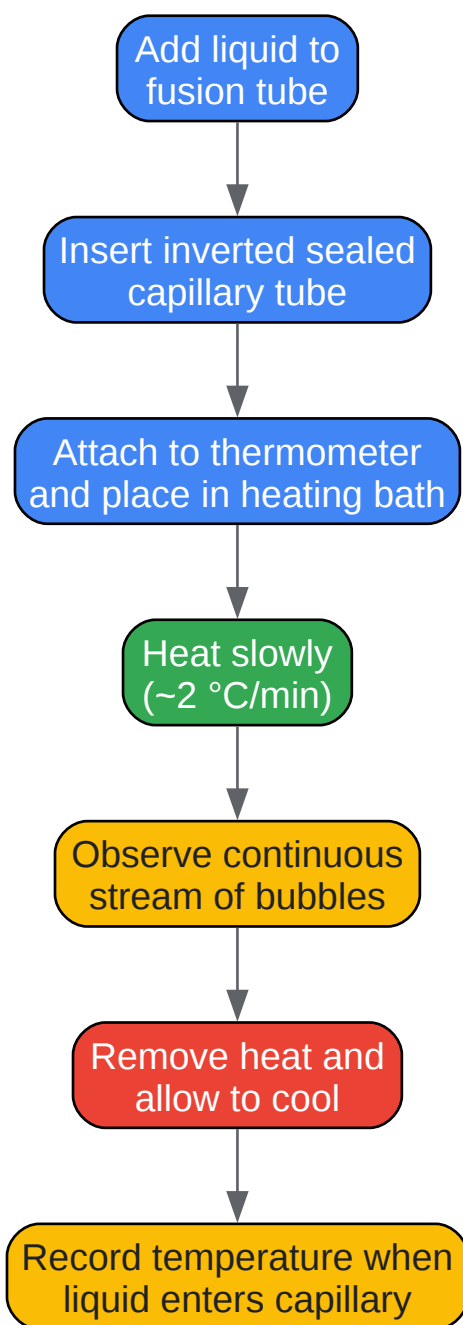 Add liquid to
fusion tube
Insert inverted sealed
capillary tube
Attach to thermometer
and place in heating bath
Heat slowly
(~2 °C/min)
Observe continuous
stream of bubbles
Remove heat and
allow to cool
Record temperature when
liquid enters capillary